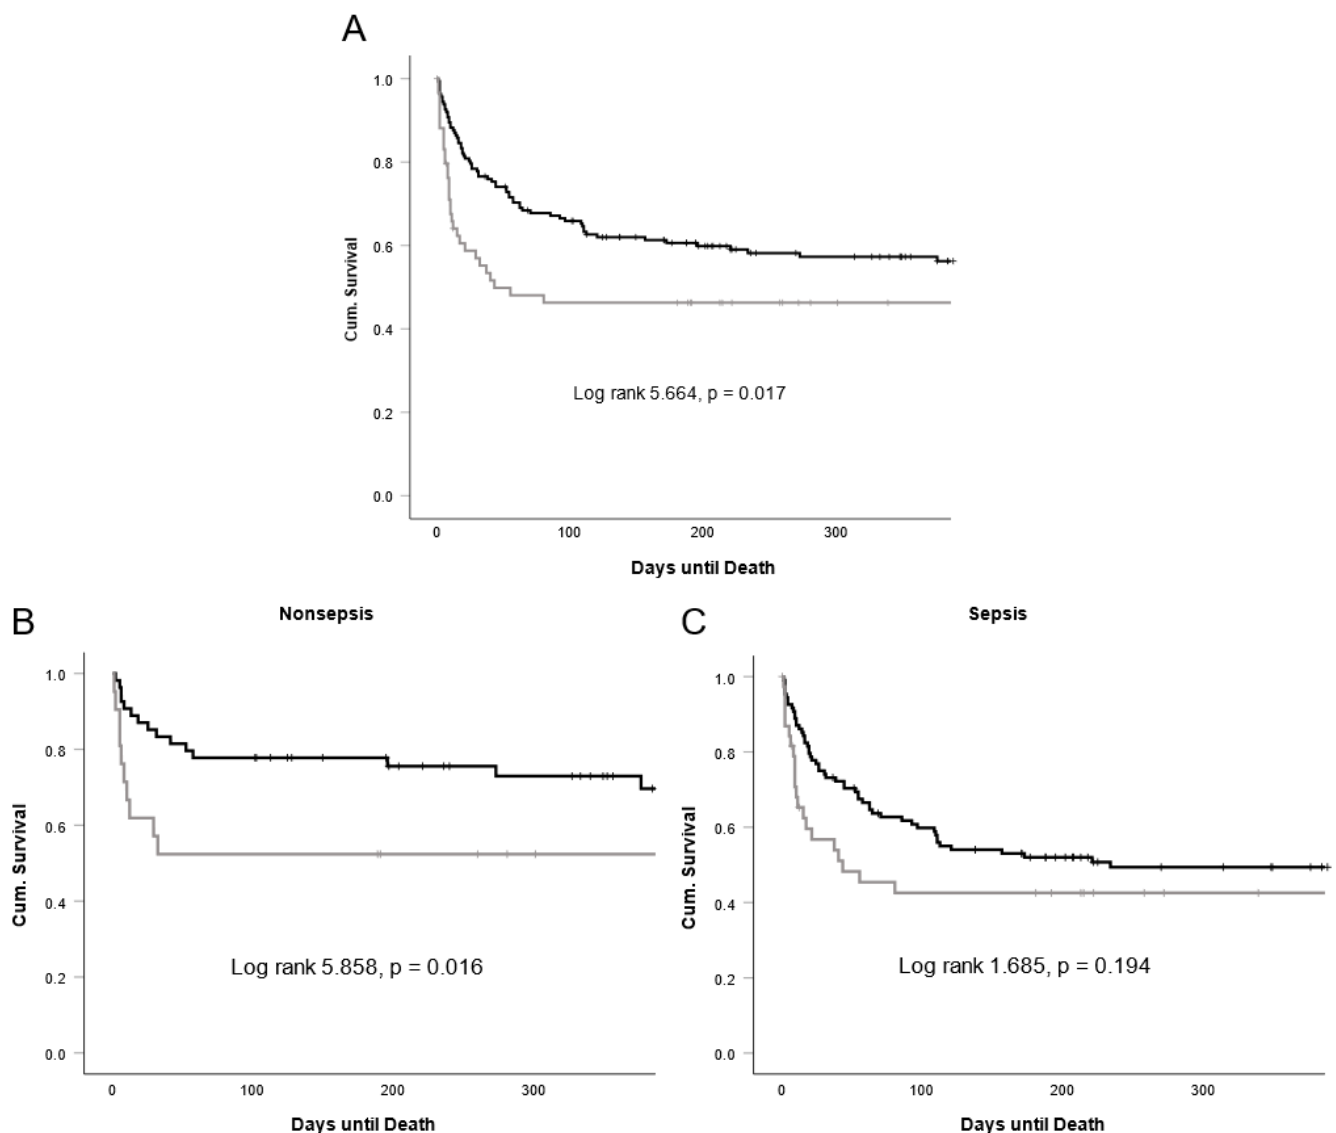 A
1.0
0.8
0.6
0.4
0.2
0.0
Cum. Survival
Log rank 5.664, p = 0.017
0 100 200 300
Days until Death
B
Nonsepsis
1.0
0.8
0.6
0.4
0.2
0.0
Cum. Survival
Log rank 5.858, p = 0.016
0 100 200 300
Days until Death
C
Sepsis
1.0
0.8
0.6
0.4
0.2
0.0
Cum. Survival
Log rank 1.685, p = 0.194
0 100 200 300
Days until Death